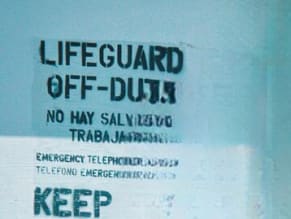 LIFEGUARD
OFF-DUTY
NO HAY SALVAVIDAS
TRABAJANDO
EMERGENCY TELEPHONE
TELEFONO EMERGENCIA
KEEP